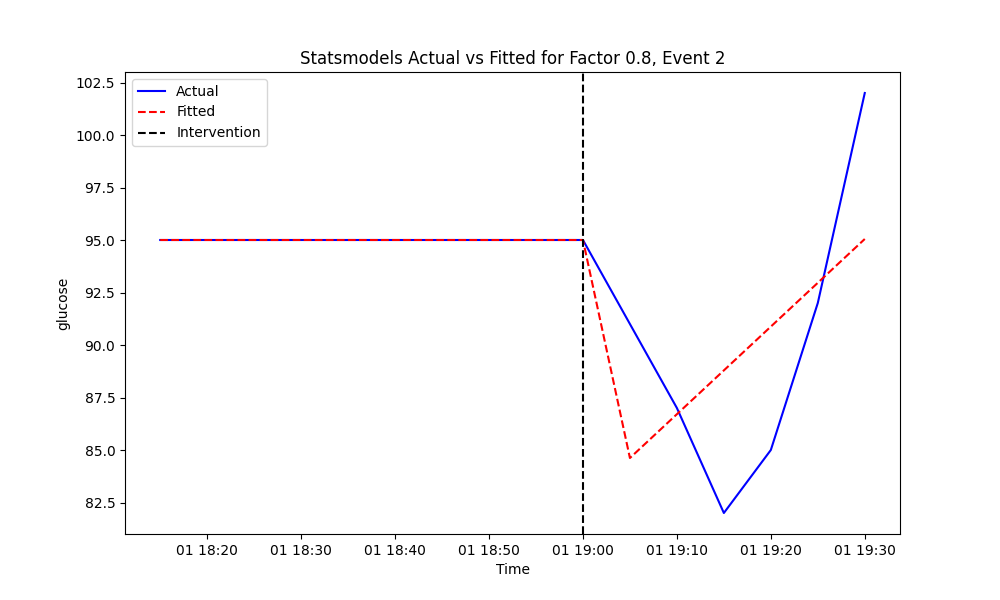 Statsmodels Actual vs Fitted for Factor 0.8, Event 2
Actual
Fitted
Intervention
102.5
100.0
97.5
95.0
92.5
90.0
87.5
85.0
82.5
glucose
01 18:20
01 18:30
01 18:40
01 18:50
01 19:00
01 19:10
01 19:20
01 19:30
Time